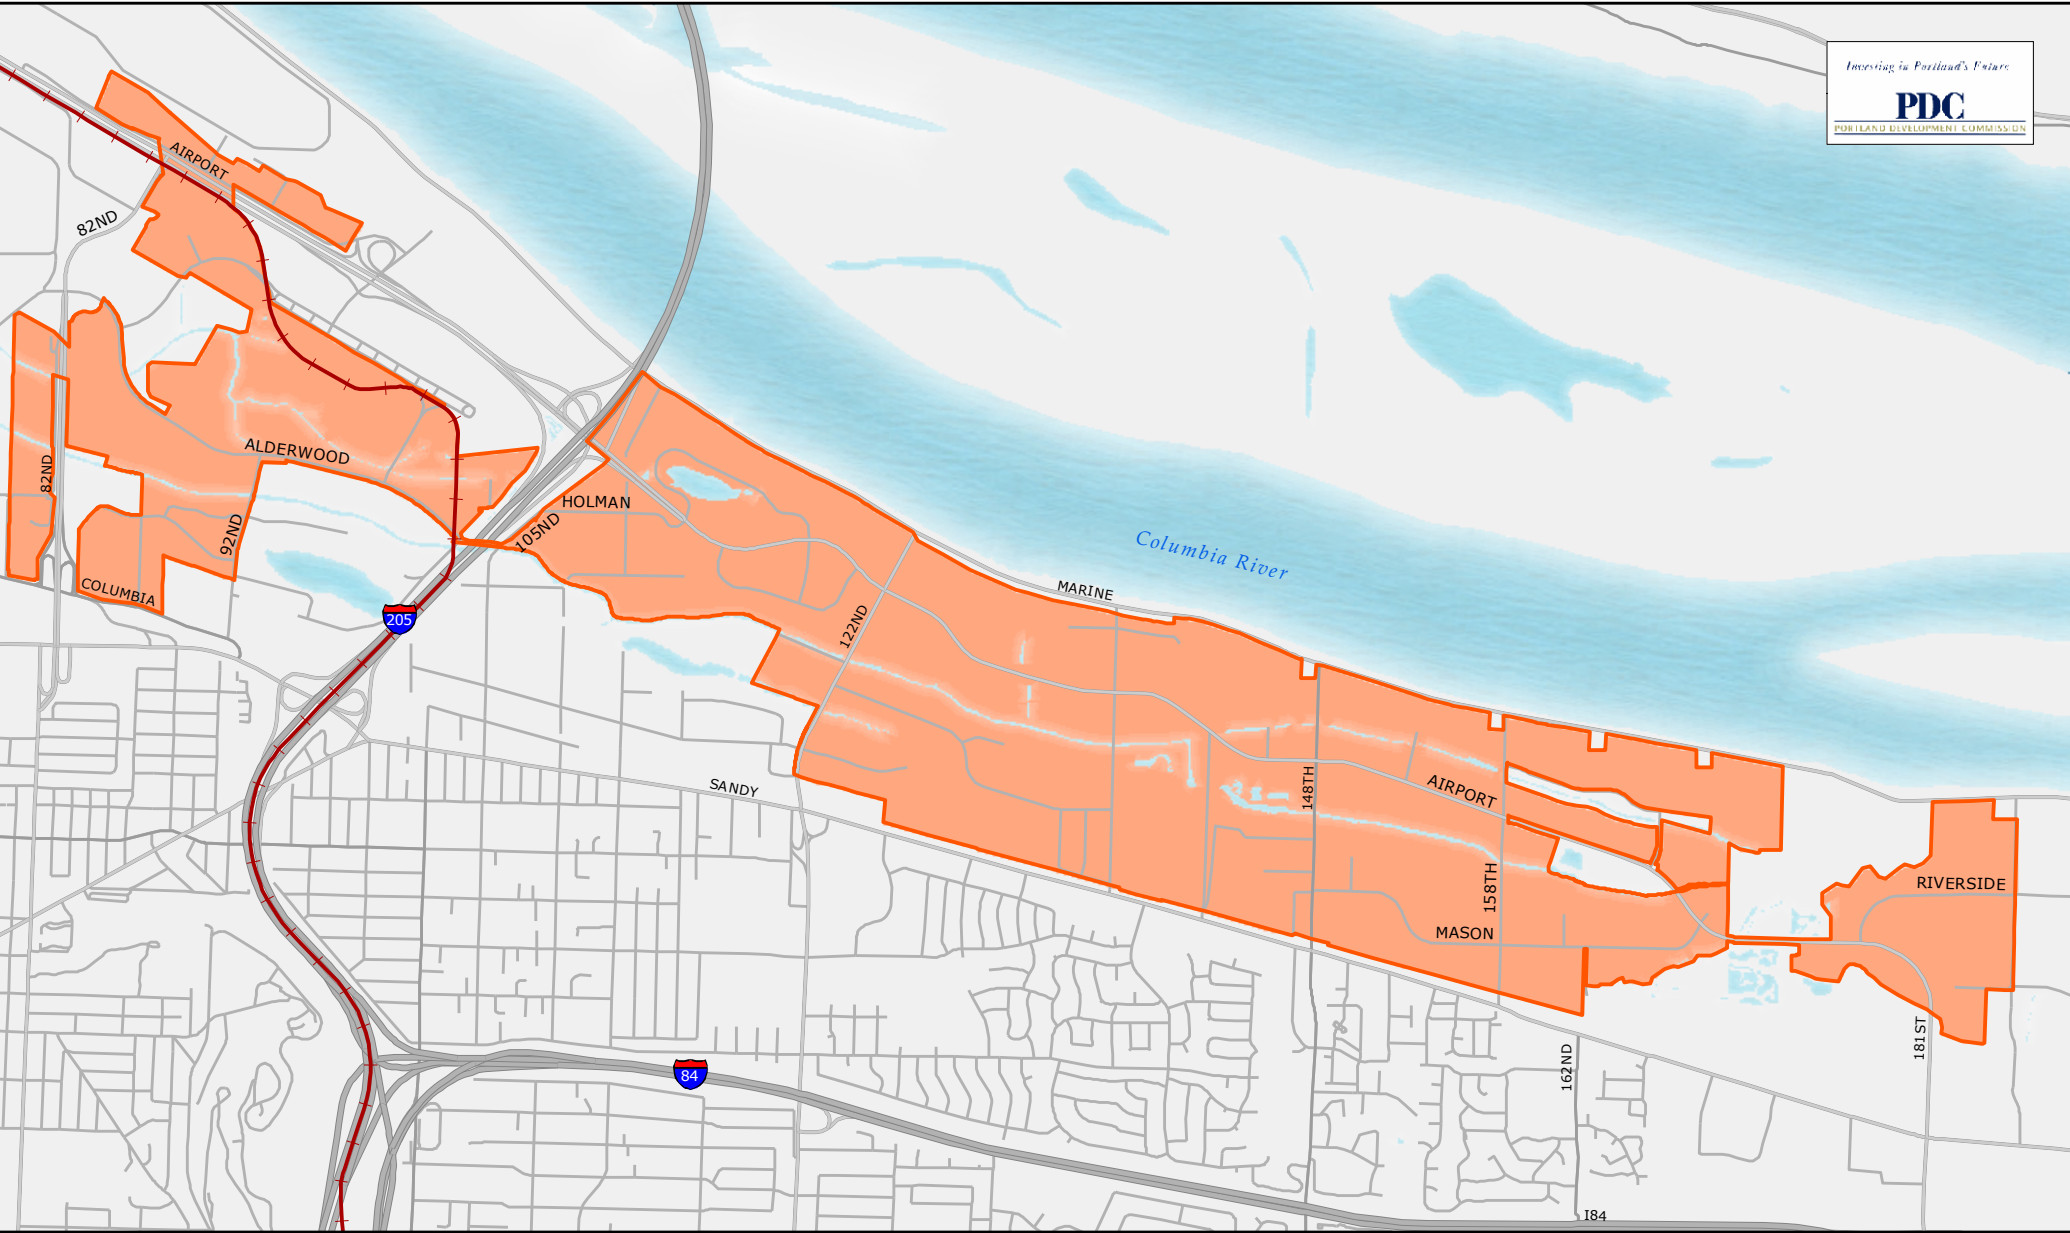 Investing in Portland's Future
PDC
PORTLAND DEVELOPMENT COMMISSION
AIRPORT
82ND
ALDERWOOD
82ND
HOLMAN
105ND
92ND
Columbia River
COLUMBIA
MARINE
205
122ND
SANDY
148TH
AIRPORT
158TH
RIVERSIDE
MASON
181ST
162ND
84
I84